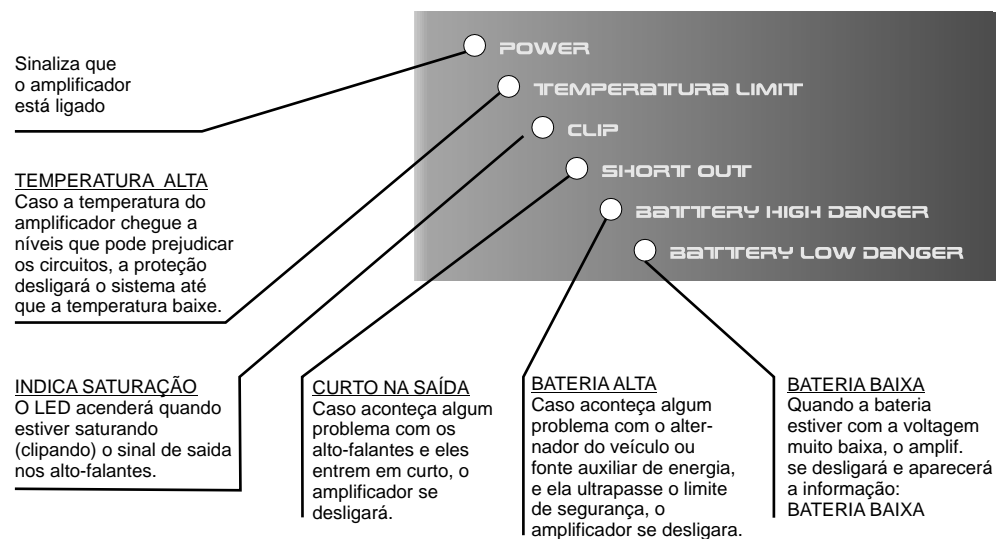 Sinaliza que
o amplificador
está ligado
POWER
TEMPERATURA LIMIT
CLIP
SHORT OUT
BATTERY HIGH DANGER
BATTERY LOW DANGER
TEMPERATURA ALTA
Caso a temperatura do
amplificador chegue a
níveis que pode prejudicar
os circuitos, a proteção
desligará o sistema até
que a temperatura baixe.
INDICA SATURAÇÃO
O LED acenderá quando
estiver saturando
(clipando) o sinal de saida
nos alto-falantes.
CURTO NA SAÍDA
Caso aconteça algum
problema com os
alto-falantes e eles
entrem em curto, o
amplificador se
desligará.
BATERIA ALTA
Caso aconteça algum
problema com o alter-
nador do veículo ou
fonte auxiliar de energia,
e ela ultrapasse o limite
de segurança, o
amplificador se desligara.
BATERIA BAIXA
Quando a bateria
estiver com a voltagem
muito baixa, o amplif.
se desligará e aparecerá
a informação:
BATERIA BAIXA